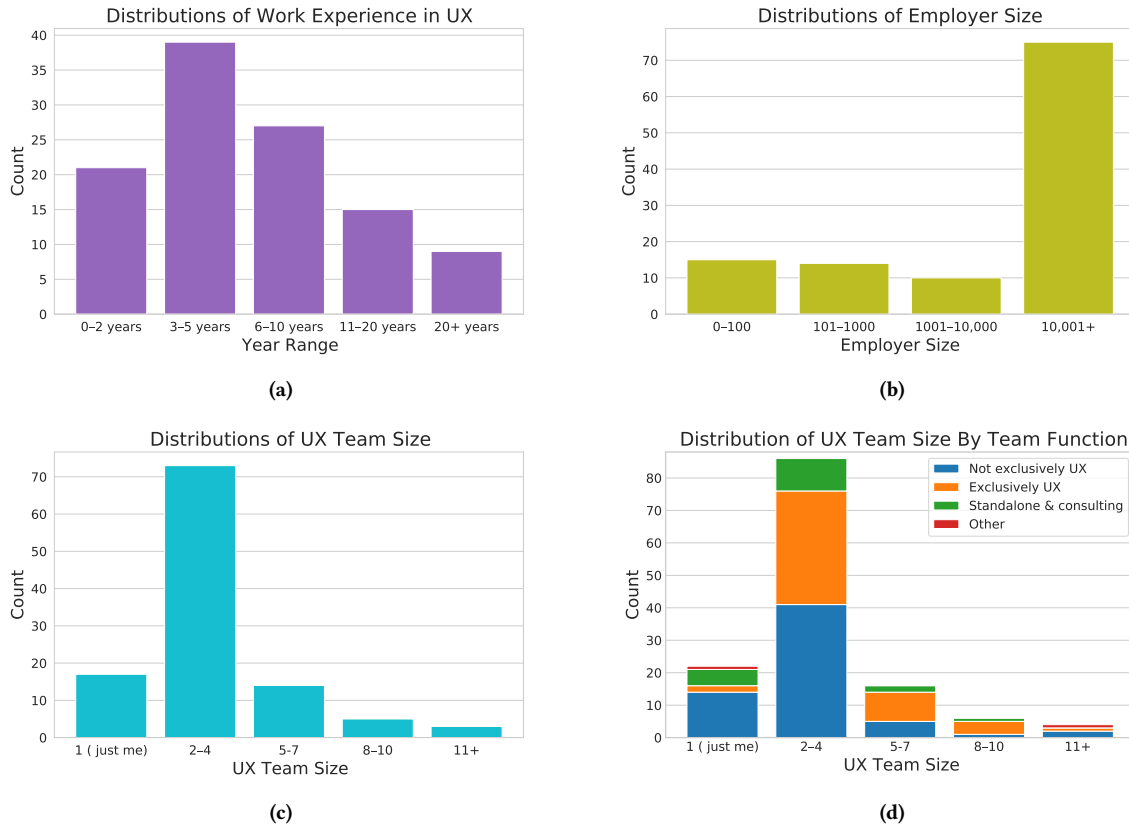 Distributions of Work Experience in UX
40
35
30
25
20
15
10
5
0
Count
0–2 years 3–5 years 6–10 years 11–20 years 20+ years
Year Range
(a)
Distributions of Employer Size
70
60
50
40
30
20
10
0
Count
0–100 101–1000 1001–10,000 10,001+
Employer Size
(b)
Distributions of UX Team Size
70
60
50
40
30
20
10
0
Count
1 ( just me) 2–4 5-7 8–10 11+
UX Team Size
(c)
Distribution of UX Team Size By Team Function
Not exclusively UX
Exclusively UX
Standalone & consulting
Other
80
70
60
50
40
30
20
10
0
Count
1 ( just me) 2–4 5-7 8–10 11+
UX Team Size
(d)